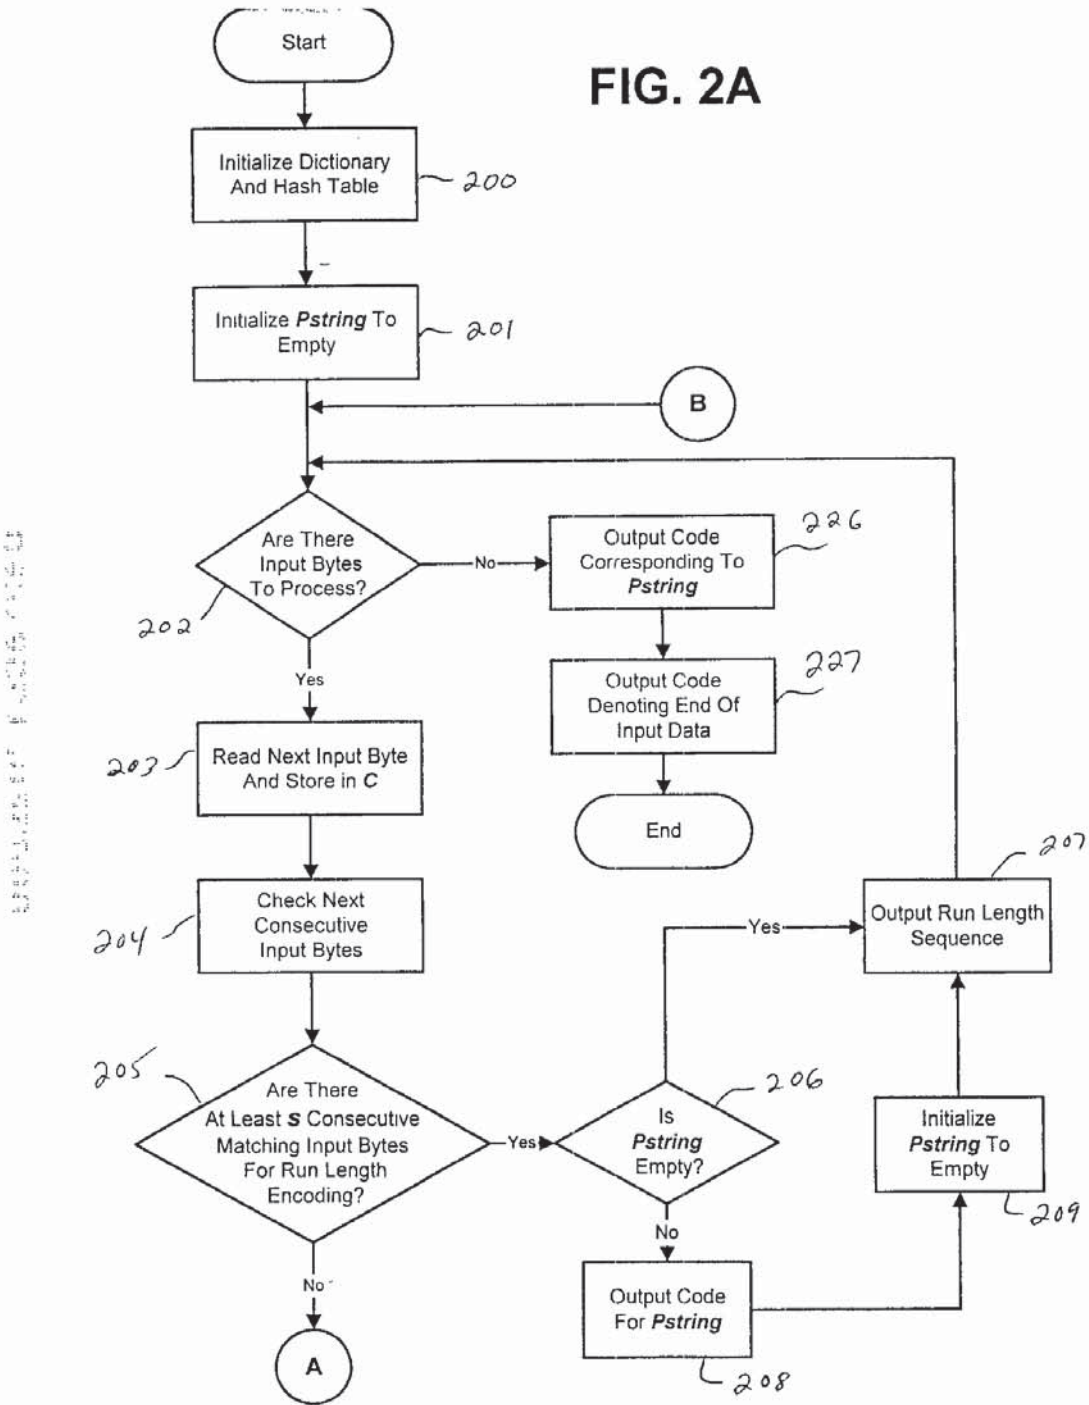 Start
FIG. 2A
Initialize Dictionary
And Hash Table
200
Initialize Pstring To
Empty
201
B
Are There
Input Bytes
To Process?
202
No
Output Code
Corresponding To
Pstring
226
Yes
Output Code
Denoting End Of
Input Data
227
Read Next Input Byte
And Store in C
203
End
207
Check Next
Consecutive
Input Bytes
204
Yes
Output Run Length
Sequence
205
Are There
At Least S Consecutive
Matching Input Bytes
For Run Length
Encoding?
Yes
Is
Pstring
Empty?
206
Initialize
Pstring To
Empty
209
No
No
Output Code
For Pstring
208
A